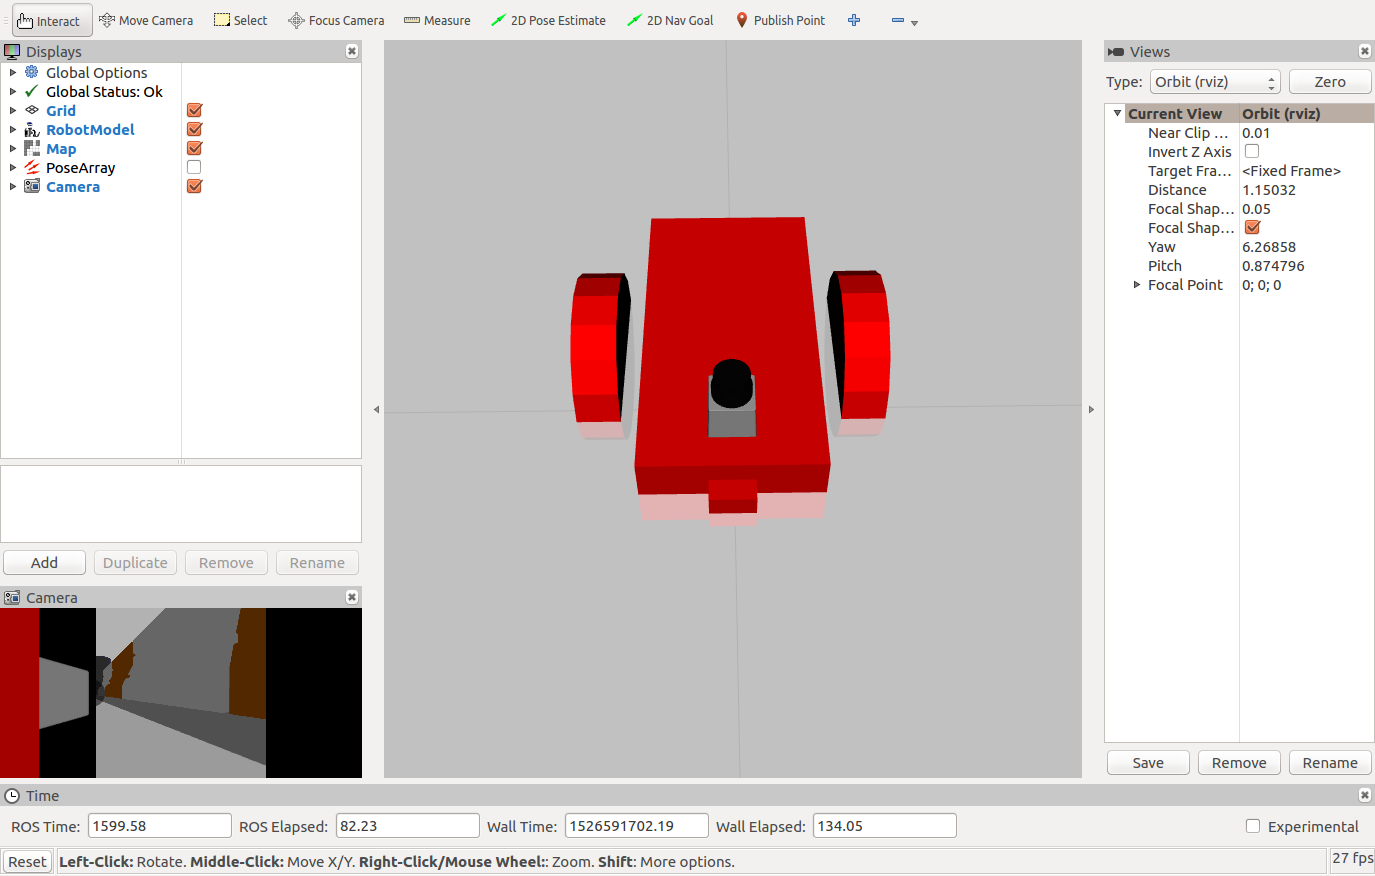 Interact Move Camera Select Focus Camera Measure 2D Pose Estimate 2D Nav Goal Publish Point
Displays
Global Options
Global Status: Ok
Grid
RobotModel
Map
PoseArray
Camera
Add Duplicate Remove Rename
Camera
Views
Type: Orbit (rviz) Zero
Current View Orbit (rviz)
Near Clip ... 0.01
Invert Z Axis
Target Fra... <Fixed Frame>
Distance 1.15032
Focal Shap... 0.05
Focal Shap...
Yaw 6.26858
Pitch 0.874796
Focal Point 0; 0; 0
Save Remove Rename
Time
ROS Time: 1599.58 ROS Elapsed: 82.23 Wall Time: 1526591702.19 Wall Elapsed: 134.05 Experimental
Reset Left-Click: Rotate. Middle-Click: Move X/Y. Right-Click/Mouse Wheel:: Zoom. Shift: More options. 27 fps